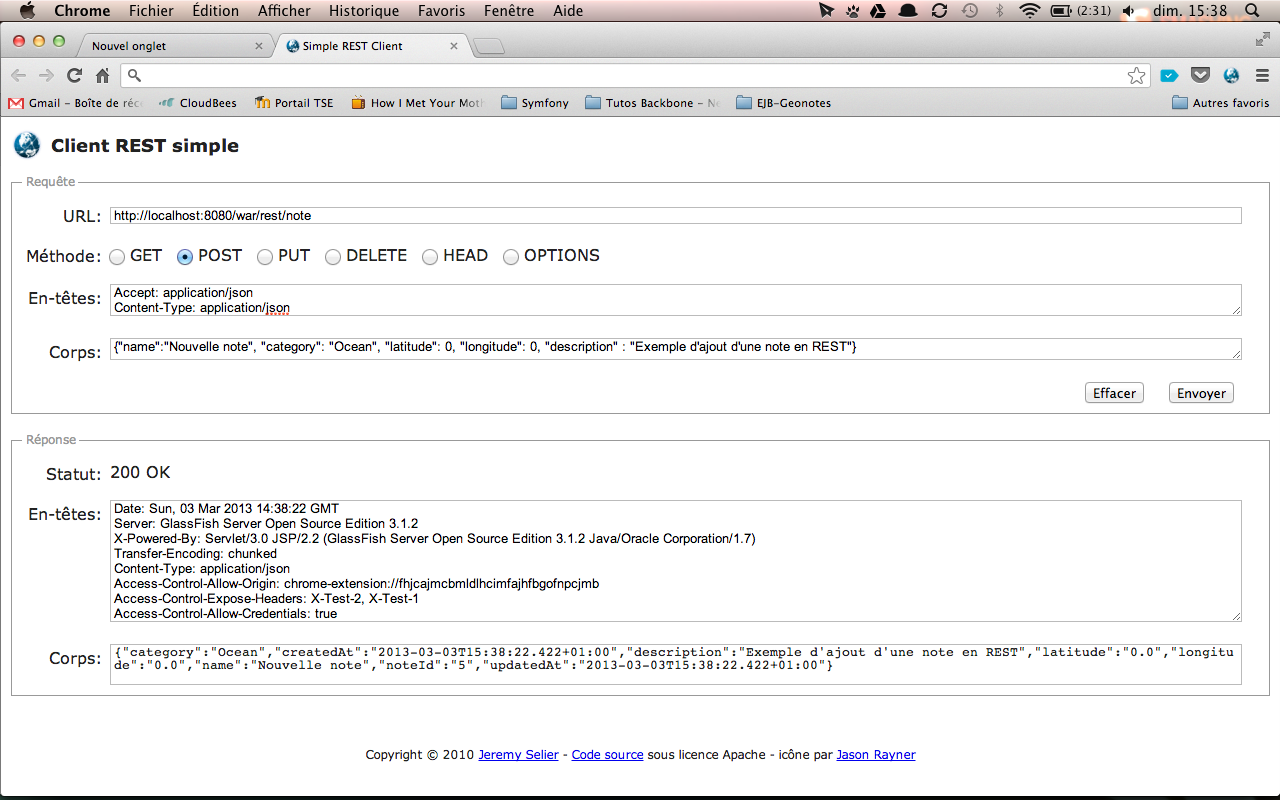 Chrome Fichier Édition Afficher Historique Favoris Fenêtre Aide (2:31) dim. 15:38
Nouvel onglet Simple REST Client
Gmail – Boîte de réc CloudBees Portail TSE How I Met Your Moth Symfony Tutos Backbone – N EJB-Geonotes Autres favoris
Client REST simple
Requête
URL: http://localhost:8080/war/rest/note
Méthode: GET POST PUT DELETE HEAD OPTIONS
En-têtes: Accept: application/json
Content-Type: application/json
Corps: {"name":"Nouvelle note", "category": "Ocean", "latitude": 0, "longitude": 0, "description" : "Exemple d'ajout d'une note en REST"}
Effacer Envoyer
Réponse
Statut: 200 OK
En-têtes: Date: Sun, 03 Mar 2013 14:38:22 GMT
Server: GlassFish Server Open Source Edition 3.1.2
X-Powered-By: Servlet/3.0 JSP/2.2 (GlassFish Server Open Source Edition 3.1.2 Java/Oracle Corporation/1.7)
Transfer-Encoding: chunked
Content-Type: application/json
Access-Control-Allow-Origin: chrome-extension://fhjcajmcbmldlhcimfajhfbgofnpcjmb
Access-Control-Expose-Headers: X-Test-2, X-Test-1
Access-Control-Allow-Credentials: true
Corps: {"category":"Ocean","createdAt":"2013-03-03T15:38:22.422+01:00","description":"Exemple d'ajout d'une note en REST","latitude":"0.0","longitu
de":"0.0","name":"Nouvelle note","noteId":"5","updatedAt":"2013-03-03T15:38:22.422+01:00"}
Copyright © 2010 Jeremy Selier - Code source sous licence Apache - icône par Jason Rayner